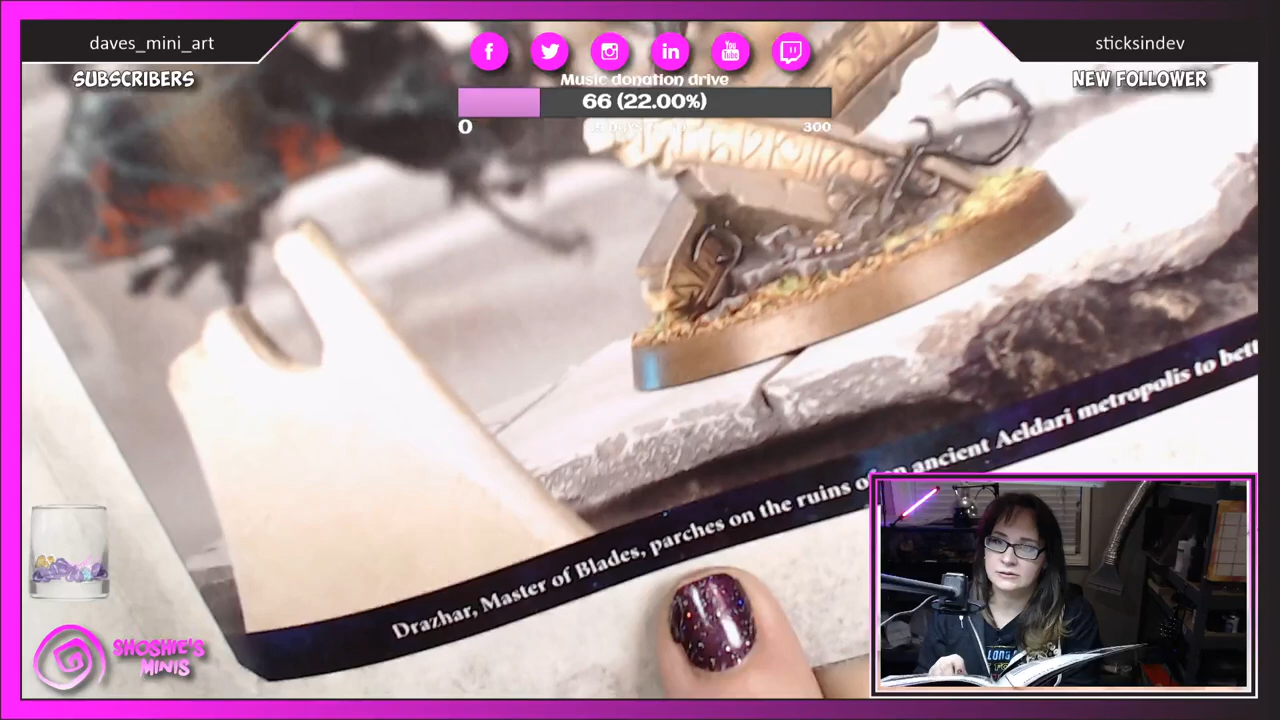 daves_mini_art
SUBSCRIBERS
sticksindev
NEW FOLLOWER
Music donation drive
66 (22.00%)
0
300
Drazhar, Master of Blades, parches on the ruins of an ancient Aeldari metropolis to
SHOSHIE'S
MINIS